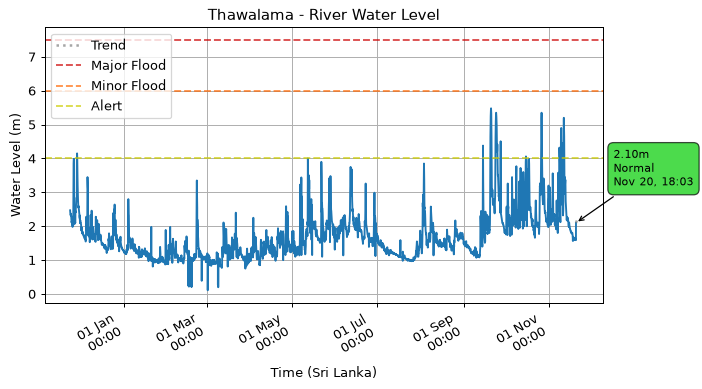 Thawalama - River Water Level
Trend
Major Flood
Minor Flood
Alert
Water Level (m)
7
6
5
4
3
2
1
0
2.10m
Normal
Nov 20, 18:03
01 Jan
00:00
01 Mar
00:00
01 May
00:00
01 Jul
00:00
01 Sep
00:00
01 Nov
00:00
Time (Sri Lanka)